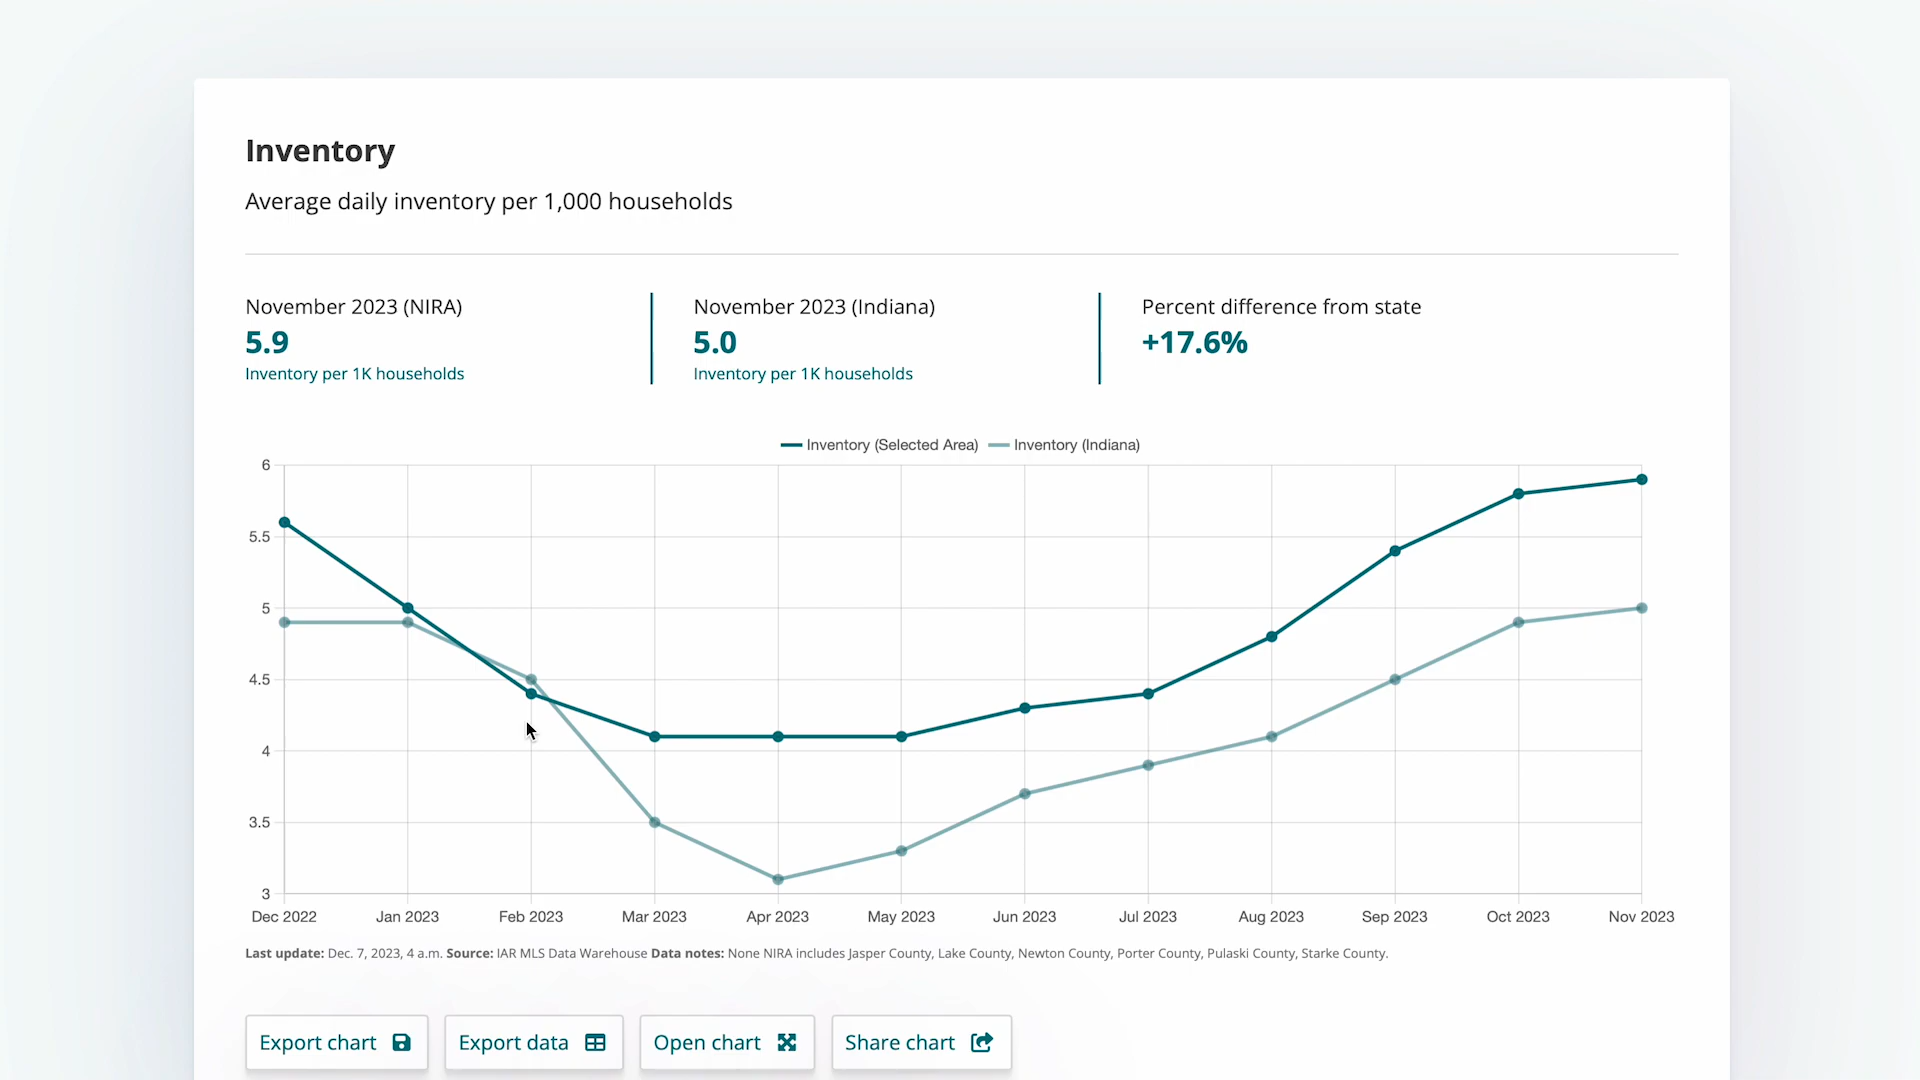 Inventory
Average daily inventory per 1,000 households
November 2023 (NIRA)
5.9
Inventory per 1K households
November 2023 (Indiana)
5.0
Inventory per 1K households
Percent difference from state
+17.6%
Inventory (Selected Area) Inventory (Indiana)
6
5.5
5
4.5
4
3.5
3
Dec 2022 Jan 2023 Feb 2023 Mar 2023 Apr 2023 May 2023 Jun 2023 Jul 2023 Aug 2023 Sep 2023 Oct 2023 Nov 2023
Last update: Dec. 7, 2023, 4 a.m. Source: IAR MLS Data Warehouse Data notes: None NIRA includes Jasper County, Lake County, Newton County, Porter County, Pulaski County, Starke County.
Export chart Export data Open chart Share chart